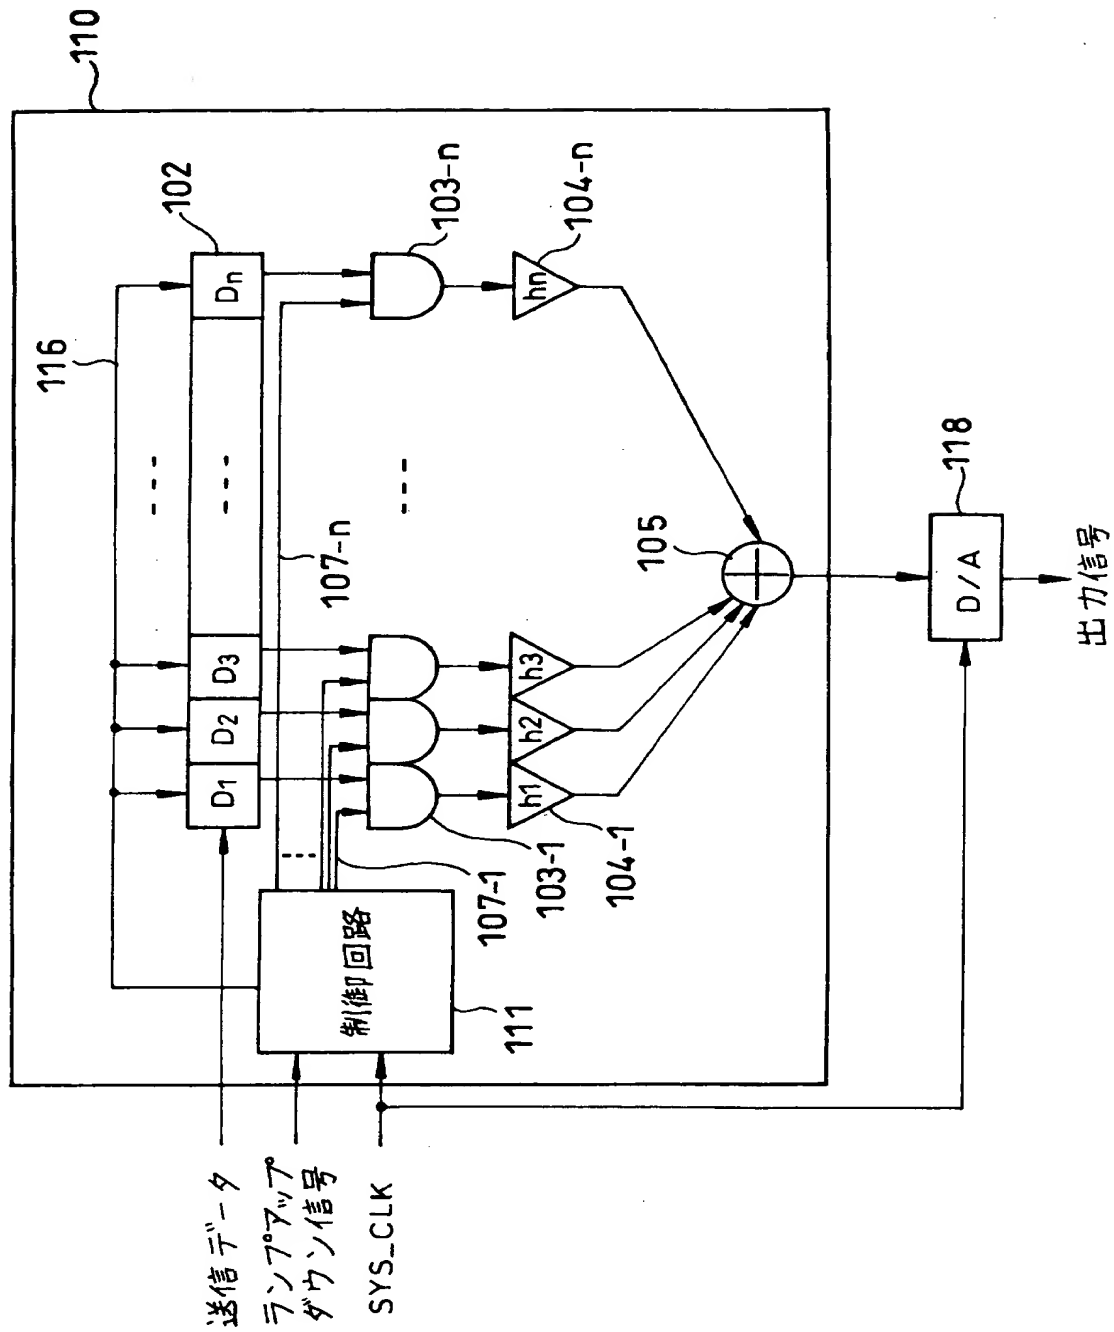 110
116
102
Dn
D3
D2
D1
107-n
103-n
hn
104-n
制御回路
111
107-1
103-1
104-1
h1
h2
h3
105
118
D/A
出力信号
送信データ
ランプアップ
ダウン信号
SYS_CLK